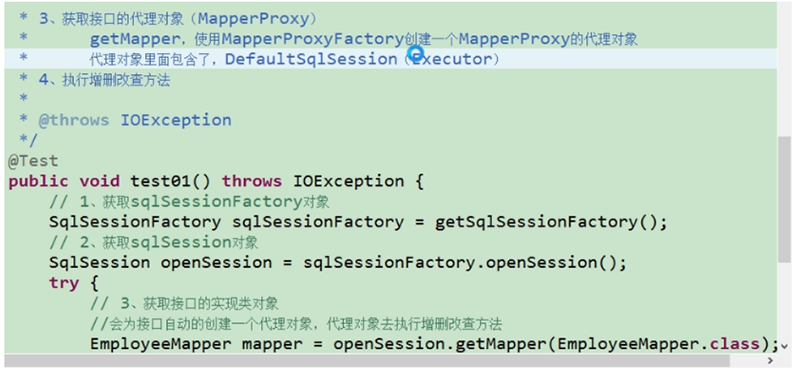 * 3、获取接口的代理对象（MapperProxy）
* getMapper，使用MapperProxyFactory创建一个MapperProxy的代理对象
* 代理对象里面包含了，DefaultSqlSession（Executor）
* 4、执行增删改查方法
*
* @throws IOException
*/
@Test
public void test01() throws IOException {
// 1、获取sqlSessionFactory对象
SqlSessionFactory sqlSessionFactory = getSqlSessionFactory();
// 2、获取sqlSession对象
SqlSession openSession = sqlSessionFactory.openSession();
try {
// 3、获取接口的实现类对象
//会为接口自动的创建一个代理对象，代理对象去执行增删改查方法
EmployeeMapper mapper = openSession.getMapper(EmployeeMapper.class);